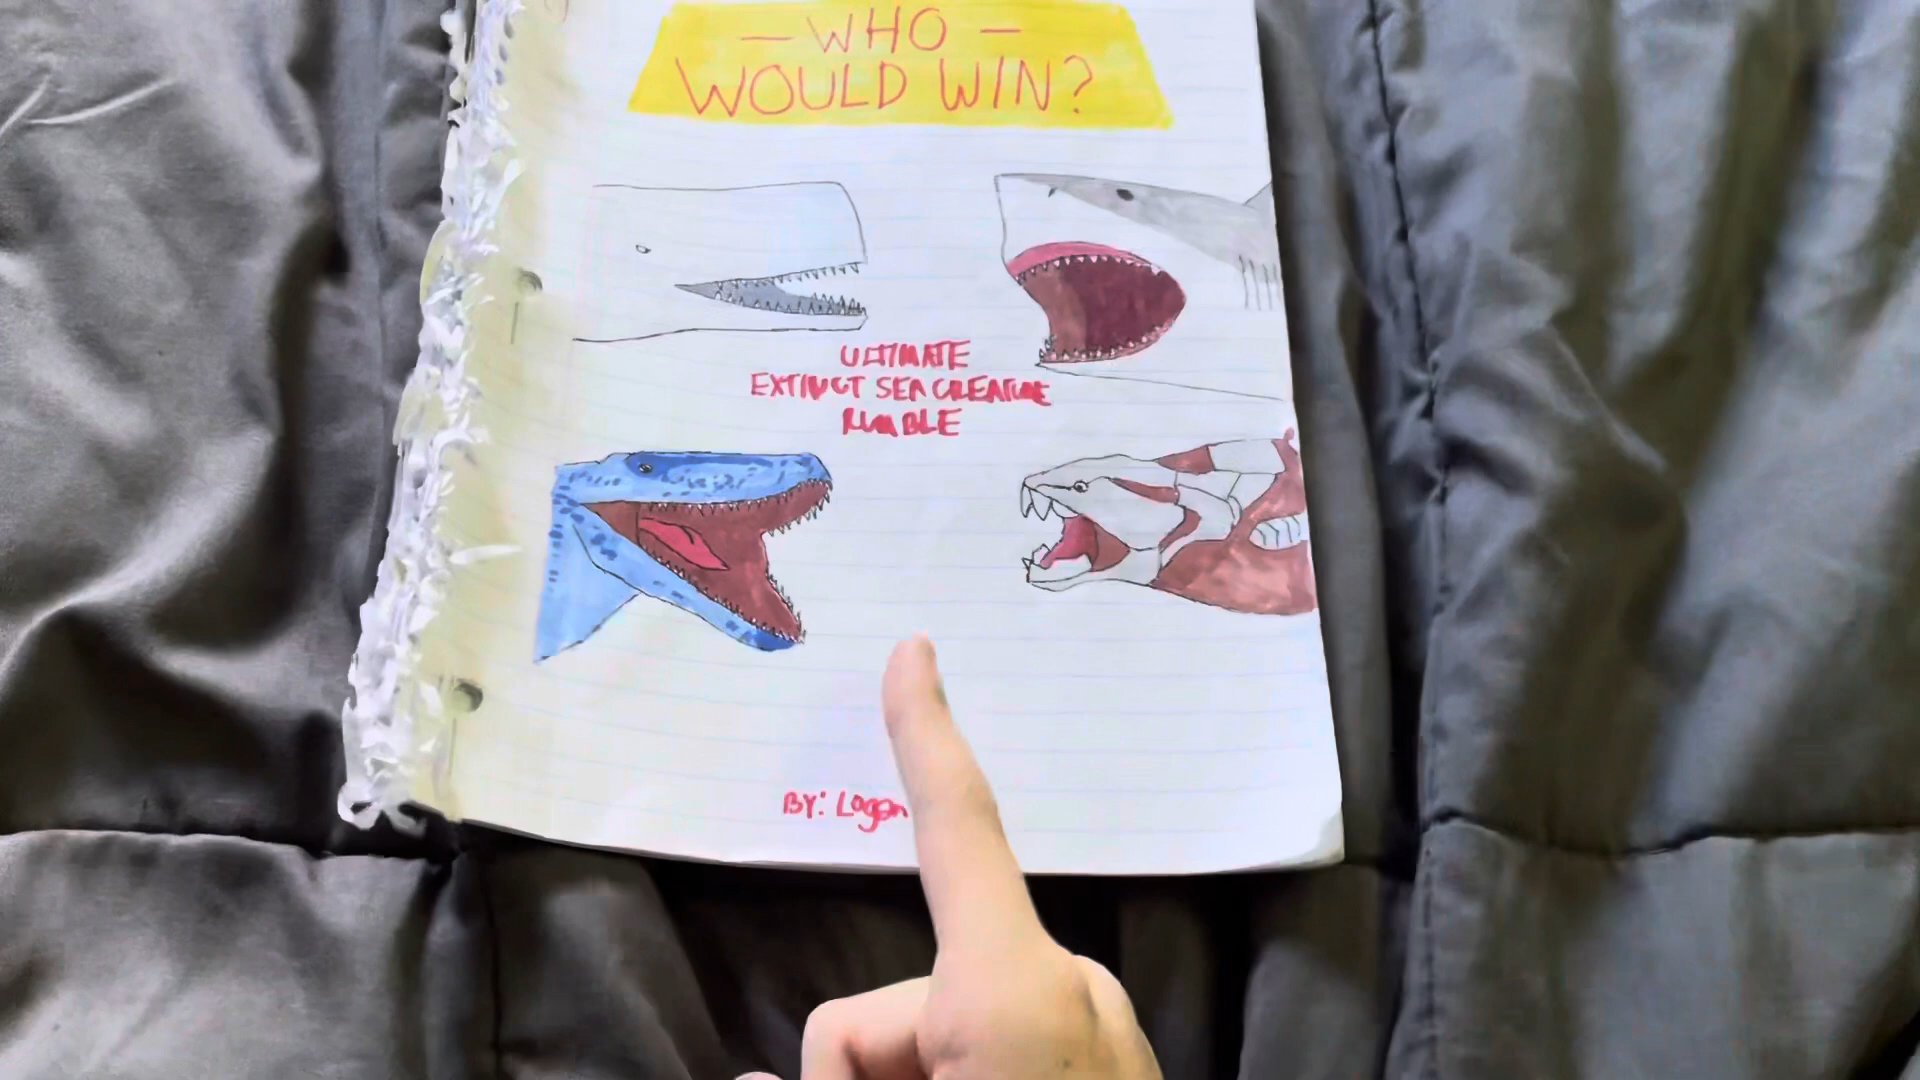 - WHO -
WOULD WIN?
ULTIMATE
EXTINCT SEA CREATURE
RUMBLE
BY: Logan